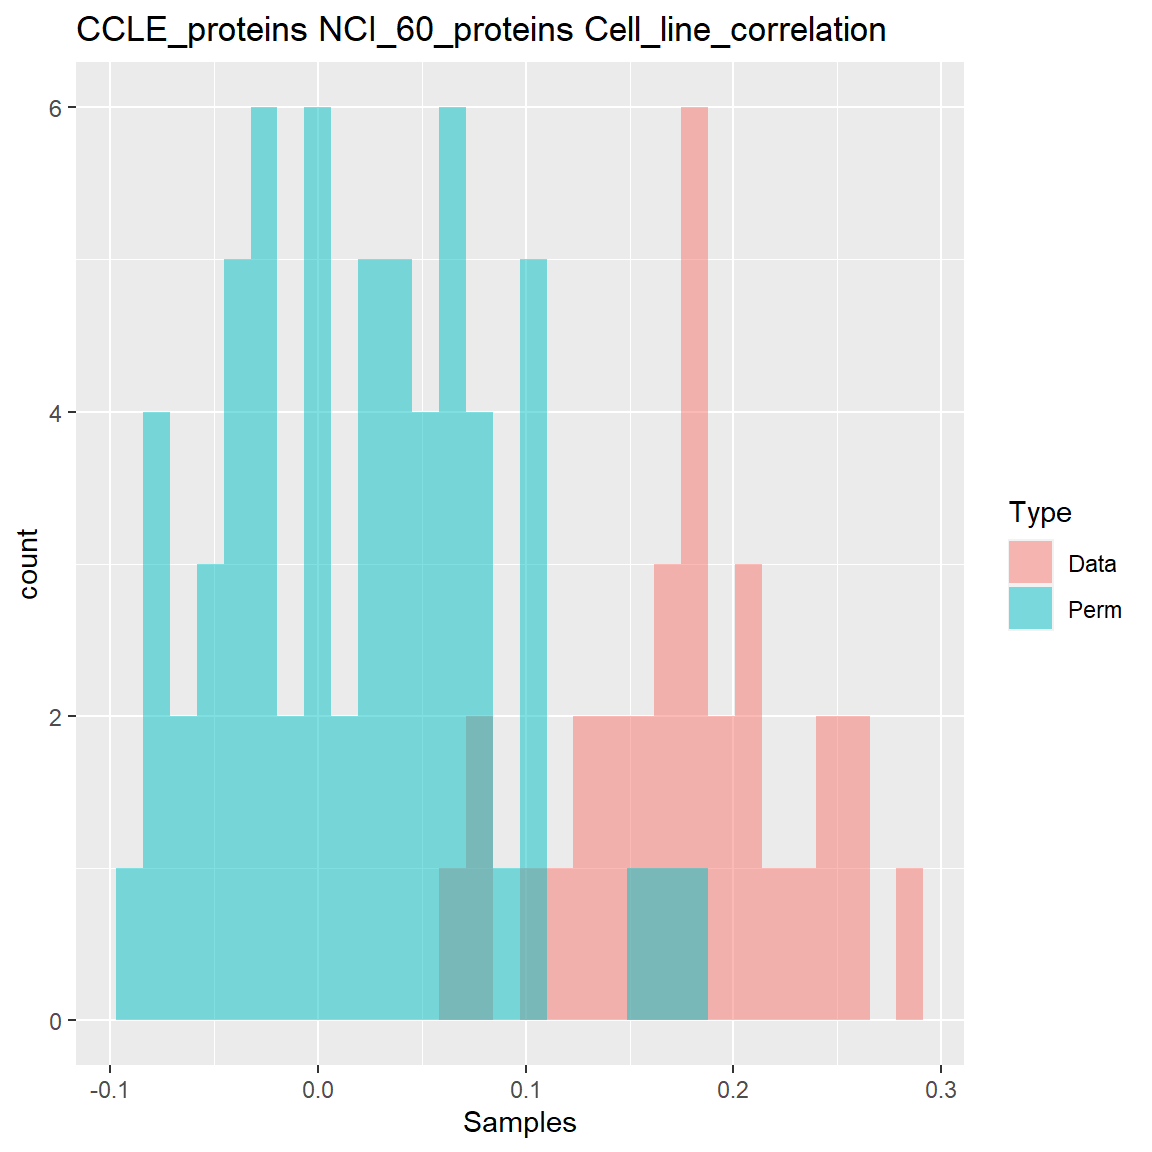 CCLE_proteins NCI_60_proteins Cell_line_correlation
6
4
2
0
count
-0.1 0.0 0.1 0.2 0.3
Samples
Type
Data
Perm